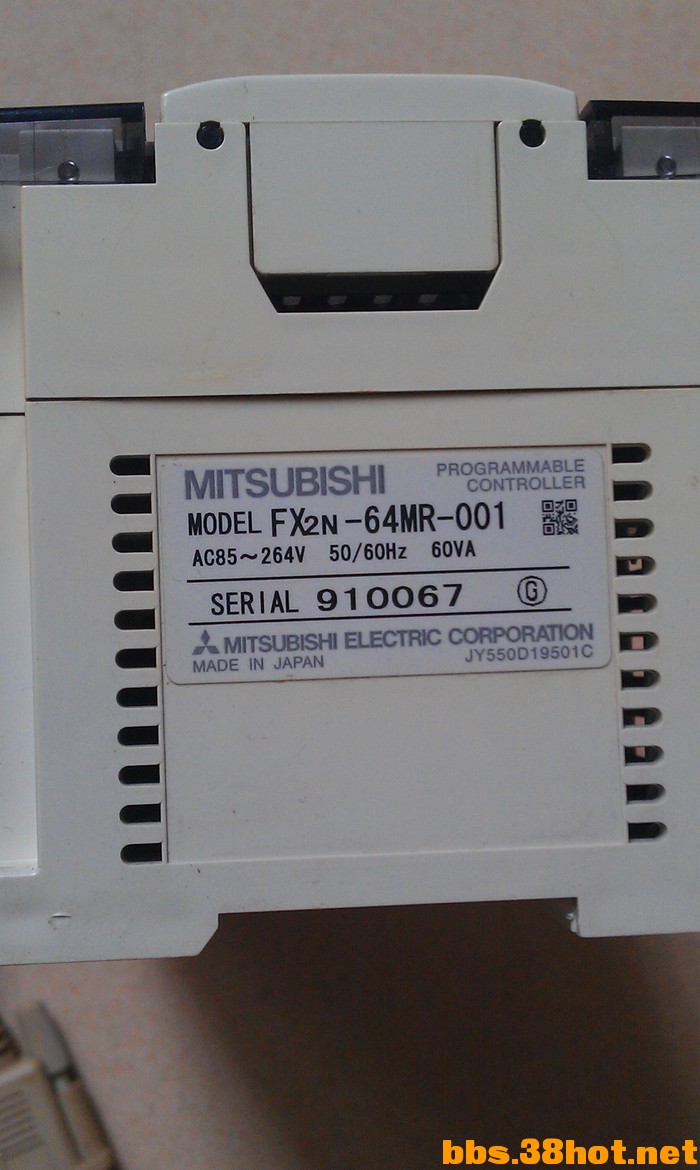 MITSUBISHI
PROGRAMMABLE
CONTROLLER
MODEL FX2N-64MR-001
AC85~264V 50/60Hz 60VA
SERIAL 910067 G
MITSUBISHI ELECTRIC CORPORATION
MADE IN JAPAN JY550D19501C
bbs.38hot.net